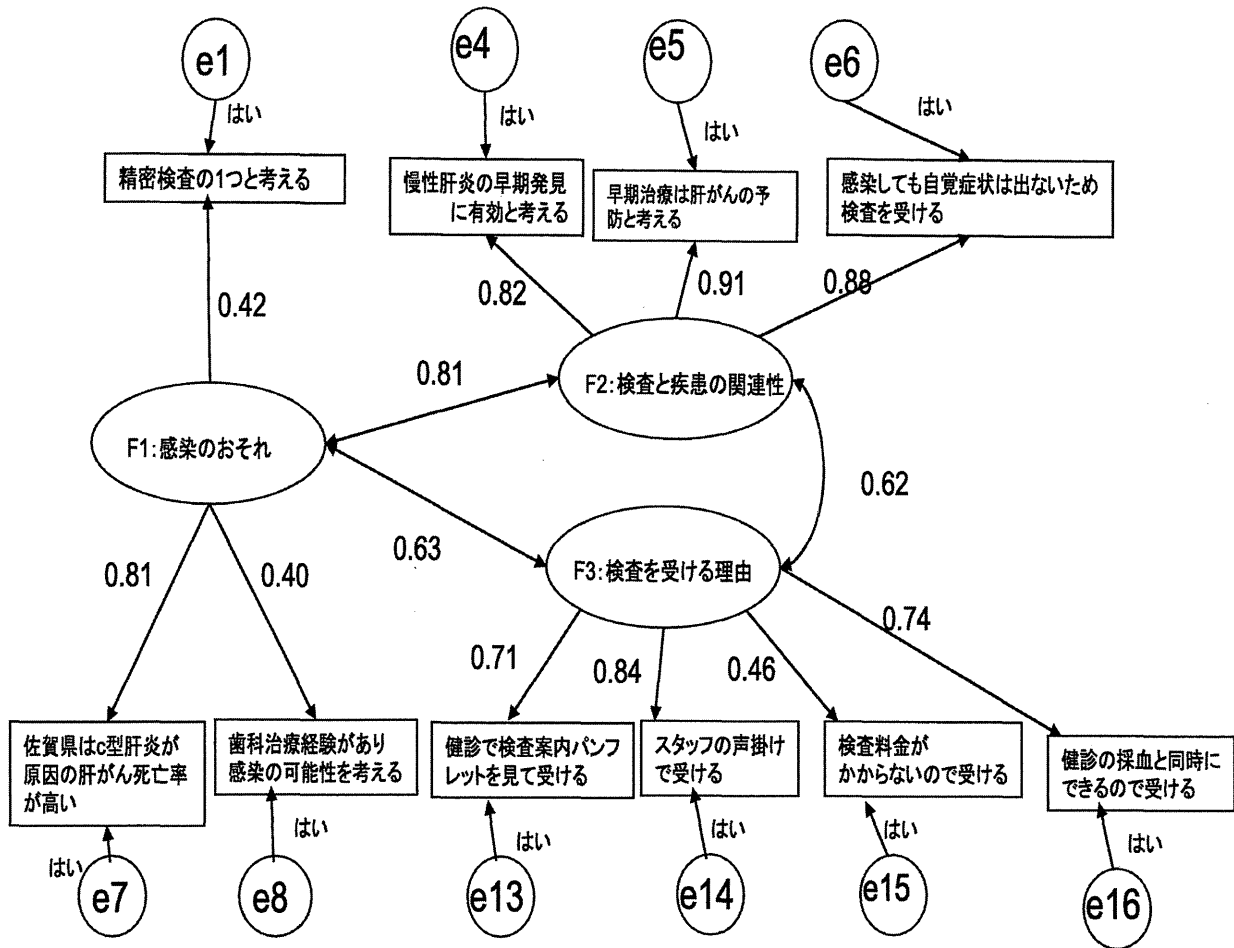 e1
e4
e5
e6
はい
はい
はい
はい
精密検査の1つと考える
慢性肝炎の早期発見
に有効と考える
早期治療は肝がんの予
防と考える
感染しても自覚症状は出ないため
検査を受ける
0.42
0.82
0.91
0.88
0.81
F2:検査と疾患の関連性
F1:感染のおそれ
0.62
0.63
F3:検査を受ける理由
0.81
0.40
0.71
0.84
0.46
0.74
佐賀県はc型肝炎が
原因の肝がん死亡率
が高い
歯科治療経験があり
感染の可能性を考える
健診で検査案内パンフ
レットを見て受ける
スタッフの声掛け
で受ける
検査料金が
かからないので受ける
健診の採血と同時に
できるので受ける
はい
はい
はい
はい
はい
はい
e7
e8
e13
e14
e15
e16